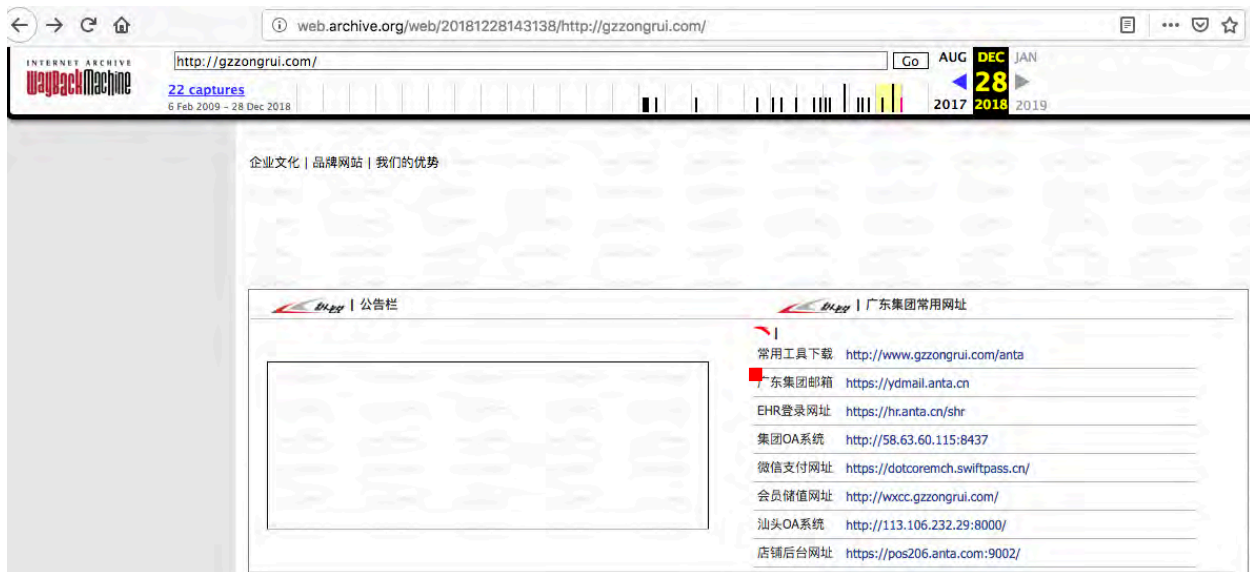 web.archive.org/web/20181228143138/http://gzzongrui.com/
INTERNET ARCHIVE
WayBackMachine
http://gzzongrui.com/
Go
AUG DEC JAN
22 captures
28
6 Feb 2009 - 28 Dec 2018
2017 2018 2019
企业文化 | 品牌网站 | 我们的优势
| 公告栏
| 广东集团常用网址
|
常用工具下载 http://www.gzzongrui.com/anta
广东集团邮箱 https://ydmail.anta.cn
EHR登录网址 https://hr.anta.cn/shr
集团OA系统 http://58.63.60.115:8437
微信支付网址 https://dotcoremch.swiftpass.cn/
会员储值网址 http://wxcc.gzzongrui.com/
汕头OA系统 http://113.106.232.29:8000/
店铺后台网址 https://pos206.anta.com:9002/